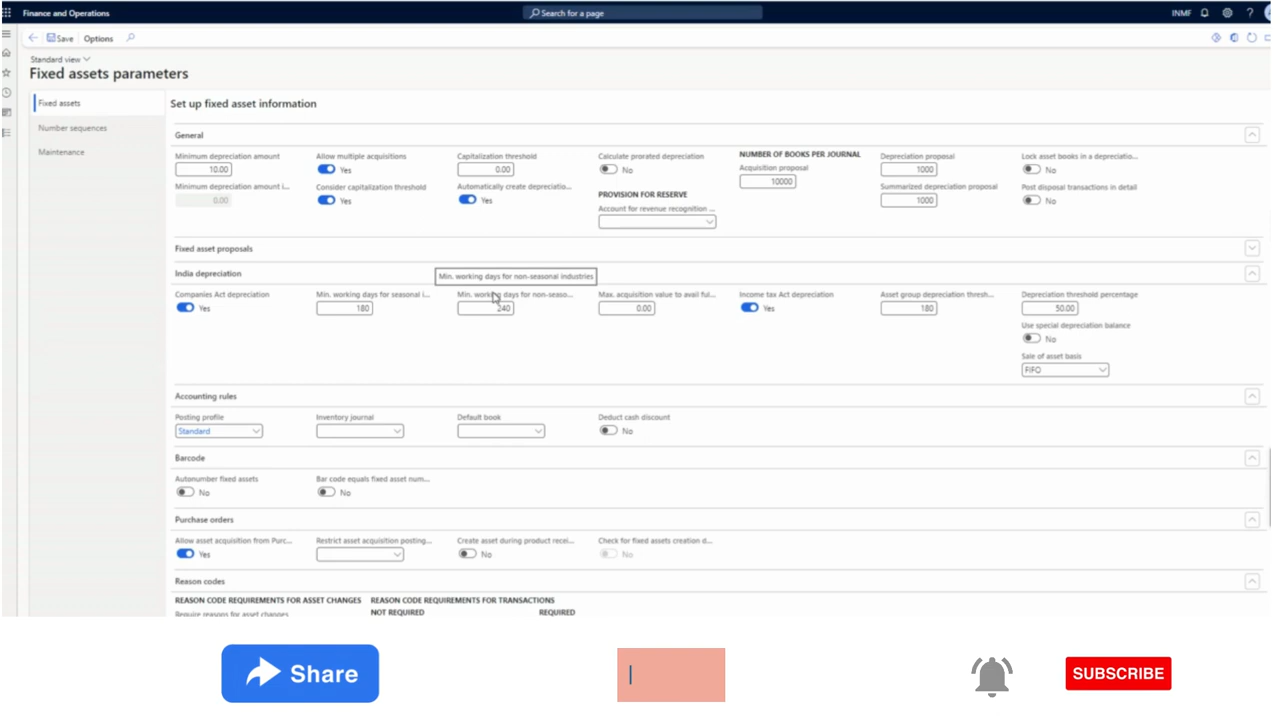 Finance and Operations
Search for a page
INMF
?
Save
Options
Standard view
Fixed assets parameters
Fixed assets
Number sequences
Maintenance
Set up fixed asset information
General
Minimum depreciation amount
10.00
Minimum depreciation amount i...
0.00
Allow multiple acquisitions
Yes
Consider capitalization threshold
Yes
Capitalization threshold
0.00
Automatically create depreciatio...
Yes
Calculate prorated depreciation
No
PROVISION FOR RESERVE
Account for revenue recognition ...
NUMBER OF BOOKS PER JOURNAL
Acquisition proposal
10000
Depreciation proposal
1000
Summarized depreciation proposal
1000
Lock asset books in a depreciatio...
No
Post disposal transactions in detail
No
Fixed asset proposals
India depreciation
Min. working days for non-seasonal industries
Companies Act depreciation
Yes
Min. working days for seasonal i...
180
Min. working days for non-seaso...
240
Max. acquisition value to avail ful...
0.00
Income tax Act depreciation
Yes
Asset group depreciation thresh...
180
Depreciation threshold percentage
50.00
Use special depreciation balance
No
Sale of asset basis
FIFO
Accounting rules
Posting profile
Standard
Inventory journal
Default book
Deduct cash discount
No
Barcode
Autonumber fixed assets
No
Bar code equals fixed asset num...
No
Purchase orders
Allow asset acquisition from Purc...
Yes
Restrict asset acquisition posting...
Create asset during product recei...
No
Check for fixed assets creation d...
No
Reason codes
REASON CODE REQUIREMENTS FOR ASSET CHANGES
Require reasons for asset changes
REASON CODE REQUIREMENTS FOR TRANSACTIONS
NOT REQUIRED
REQUIRED
Share
SUBSCRIBE